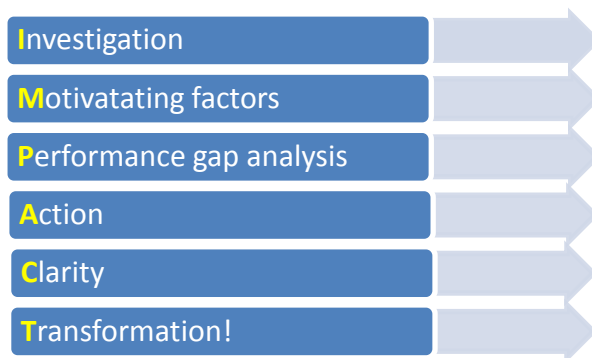 Investigation
Motivatating factors
Performance gap analysis
Action
Clarity
Transformation!